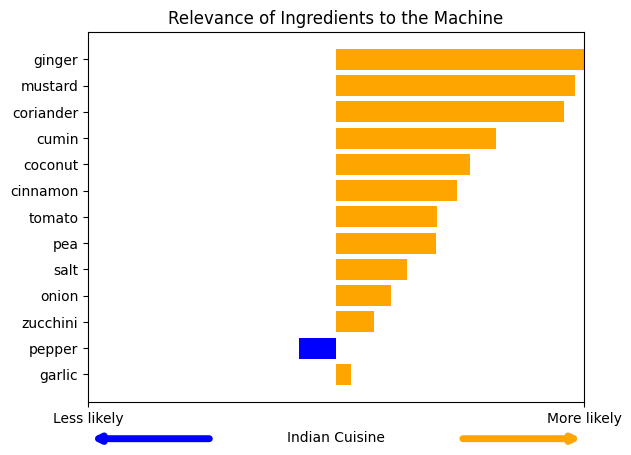 Relevance of Ingredients to the Machine
ginger
mustard
coriander
cumin
coconut
cinnamon
tomato
pea
salt
onion
zucchini
pepper
garlic
Less likely More likely
Indian Cuisine